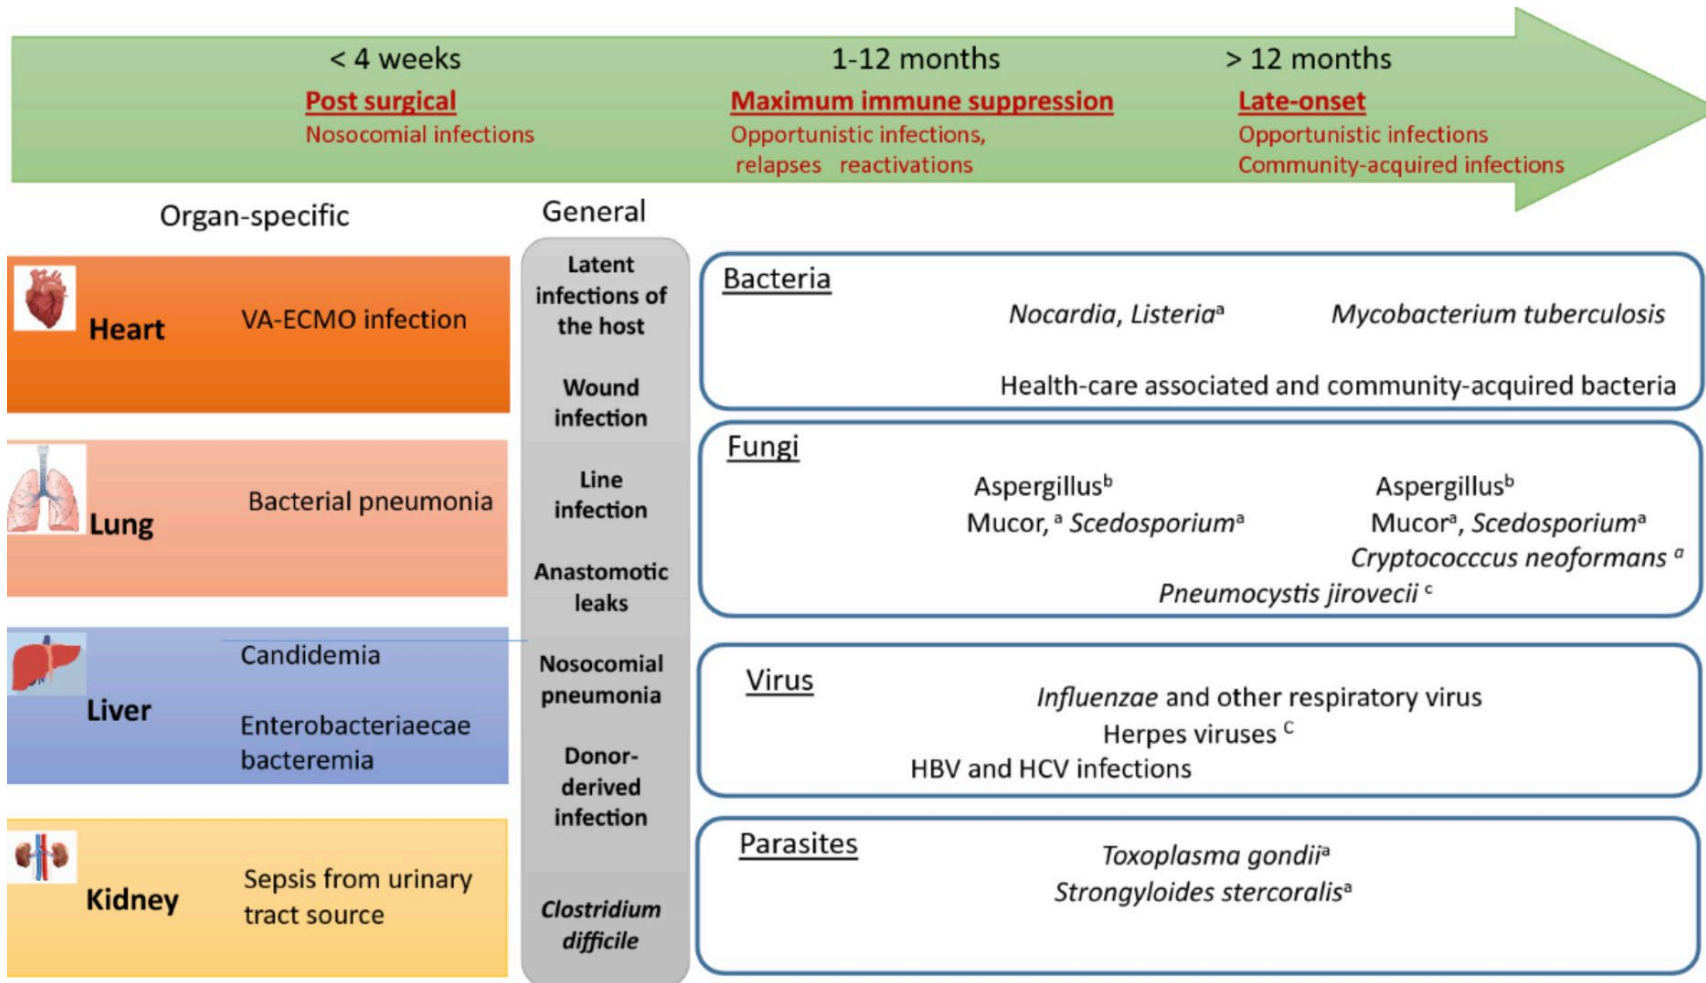 < 4 weeks
Post surgical
Nosocomial infections
1-12 months
Maximum immune suppression
Opportunistic infections,
relapses reactivations
> 12 months
Late-onset
Opportunistic infections
Community-acquired infections
Organ-specific
Heart
VA-ECMO infection
Lung
Bacterial pneumonia
Liver
Candidemia
Enterobacteriaecae
bacteremia
Kidney
Sepsis from urinary
tract source
General
Latent
infections of
the host
Wound
infection
Line
infection
Anastomotic
leaks
Nosocomial
pneumonia
Donor-
derived
infection
Clostridium
difficile
Bacteria
Nocardia, Listeriaᵃ
Mycobacterium tuberculosis
Health-care associated and community-acquired bacteria
Fungi
Aspergillusᵇ
Mucor,ᵃ Scedosporiumᵃ
Aspergillusᵇ
Mucorᵃ, Scedosporiumᵃ
Cryptococccus neoformans ᵃ
Pneumocystis jirovecii ᶜ
Virus
Influenzae and other respiratory virus
Herpes viruses ᶜ
HBV and HCV infections
Parasites
Toxoplasma gondiiᵃ
Strongyloides stercoralisᵃ